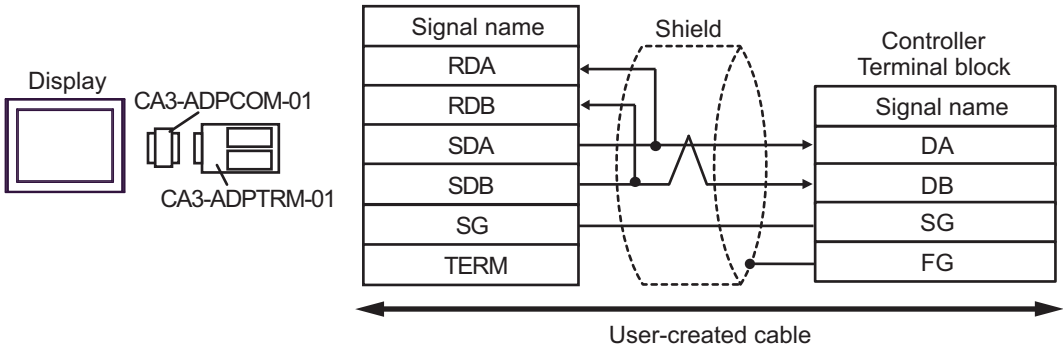 Display
CA3-ADPCOM-01
CA3-ADPTRM-01
Signal name
RDA
RDB
SDA
SDB
SG
TERM
Shield
Controller
Terminal block
Signal name
DA
DB
SG
FG
User-created cable